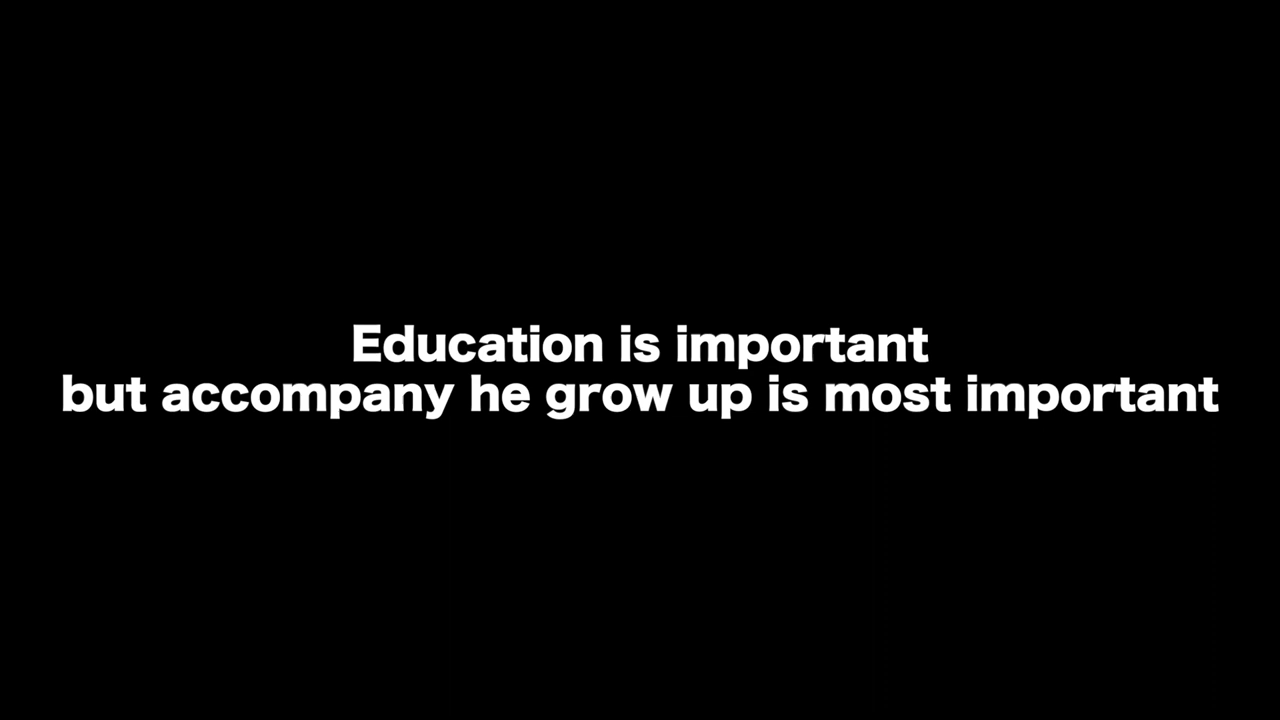 Education is important
but accompany he grow up is most important